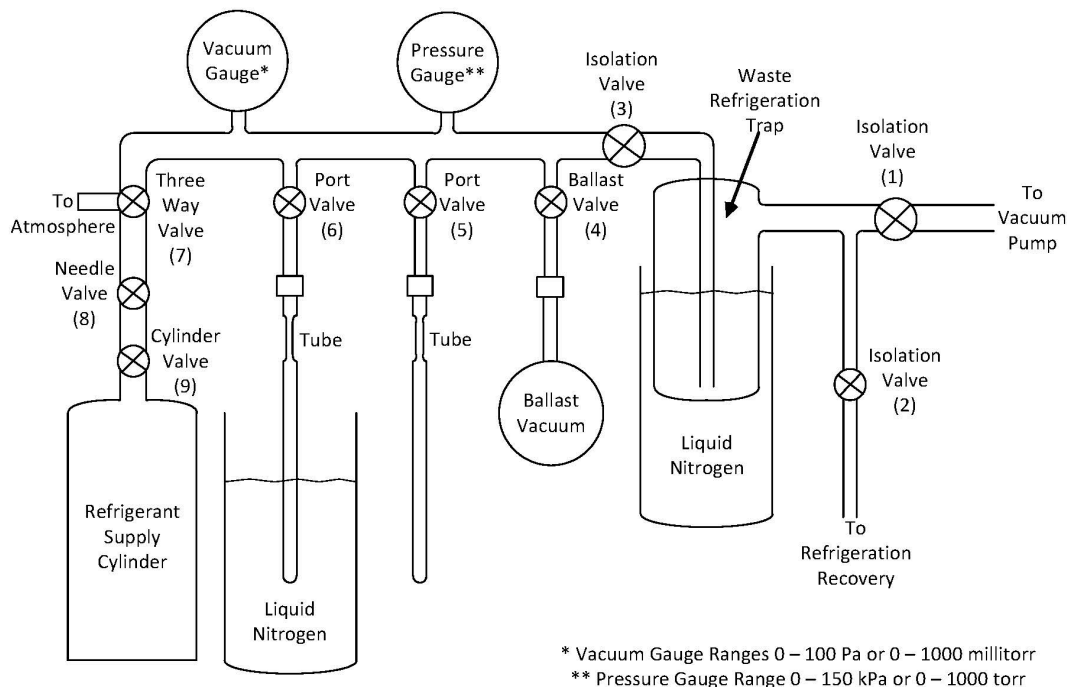 Vacuum
Gauge*
Pressure
Gauge**
Isolation
Valve
(3)
Waste
Refrigeration
Trap
Isolation
Valve
(1)
To
Vacuum
Pump
To
Atmosphere
Three
Way
Valve
(7)
Port
Valve
(6)
Port
Valve
(5)
Ballast
Valve
(4)
Needle
Valve
(8)
Cylinder
Valve
(9)
Tube
Tube
Isolation
Valve
(2)
Ballast
Vacuum
Liquid
Nitrogen
Refrigerant
Supply
Cylinder
Liquid
Nitrogen
To
Refrigeration
Recovery
* Vacuum Gauge Ranges 0 – 100 Pa or 0 – 1000 millitorr
** Pressure Gauge Range 0 – 150 kPa or 0 – 1000 torr